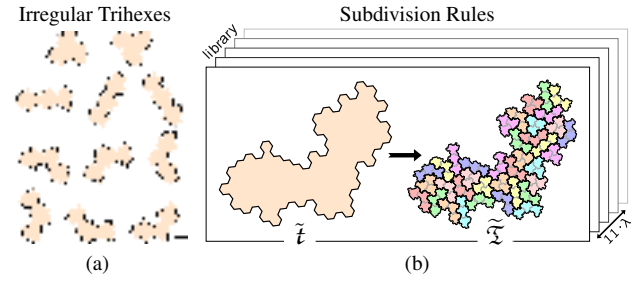 Irregular Trihexes
Subdivision Rules
library
t̃
𝔗̃
11·λ
(a)
(b)